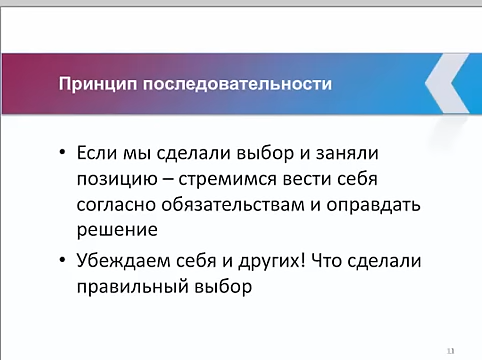 Принцип последовательности
• Если мы сделали выбор и заняли
позицию – стремимся вести себя
согласно обязательствам и оправдать
решение
• Убеждаем себя и других! Что сделали
правильный выбор